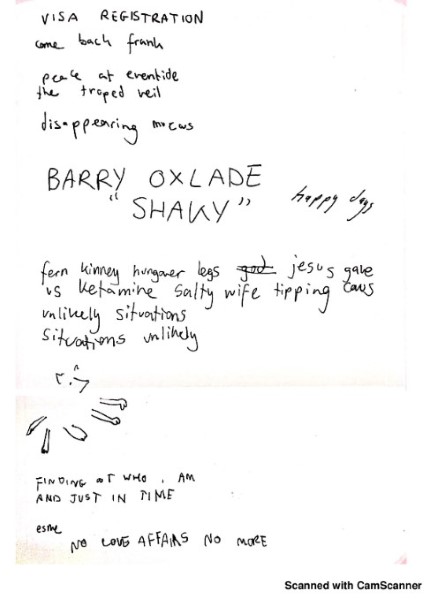 VISA REGISTRATION
come back frank
peace at eventide
the troped veil
disappearing mucus
BARRY OXLADE
"SHAKY"
happy days
fern kinney hungover legs god jesus gave
us ketamine salty wife tipping cows
unlikely situations
situations unlikely
FINDING OT WHO I AM
AND JUST IN TIME
esme
NO LOVE AFFAIRS NO MORE
Scanned with CamScanner